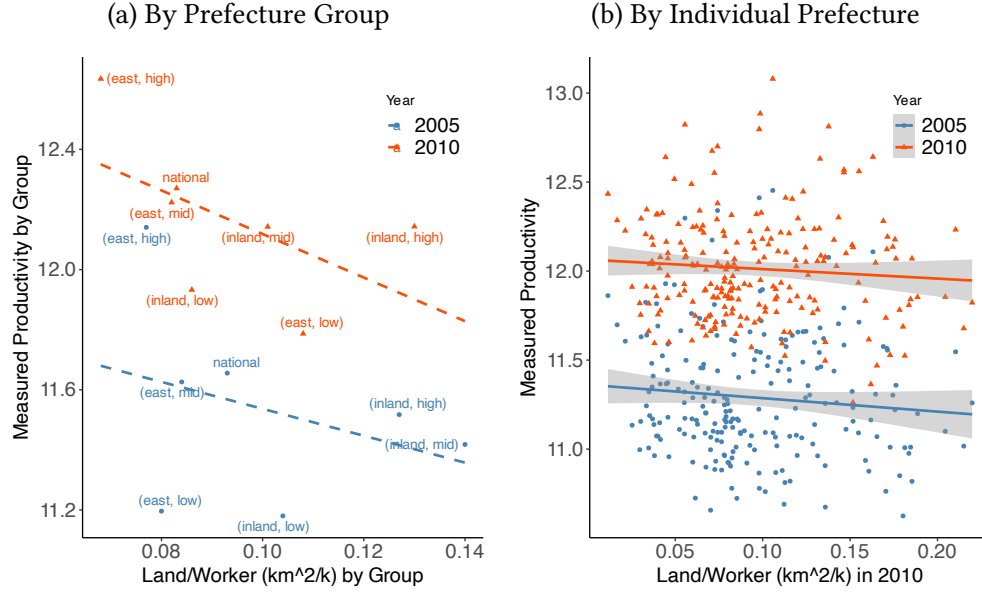 (a) By Prefecture Group
(b) By Individual Prefecture
Measured Productivity by Group
12.4
12.0
11.6
11.2
(east, high)
Year
a 2005
a 2010
national
(east, mid)
(east, high)
(inland, mid)
(inland, high)
(inland, low)
(east, low)
national
(east, mid)
(inland, high)
(inland, mid)
(east, low)
(inland, low)
0.08 0.10 0.12 0.14
Land/Worker (km^2/k) by Group
Measured Productivity
13.0
12.5
12.0
11.5
11.0
Year
2005
2010
0.05 0.10 0.15 0.20
Land/Worker (km^2/k) in 2010